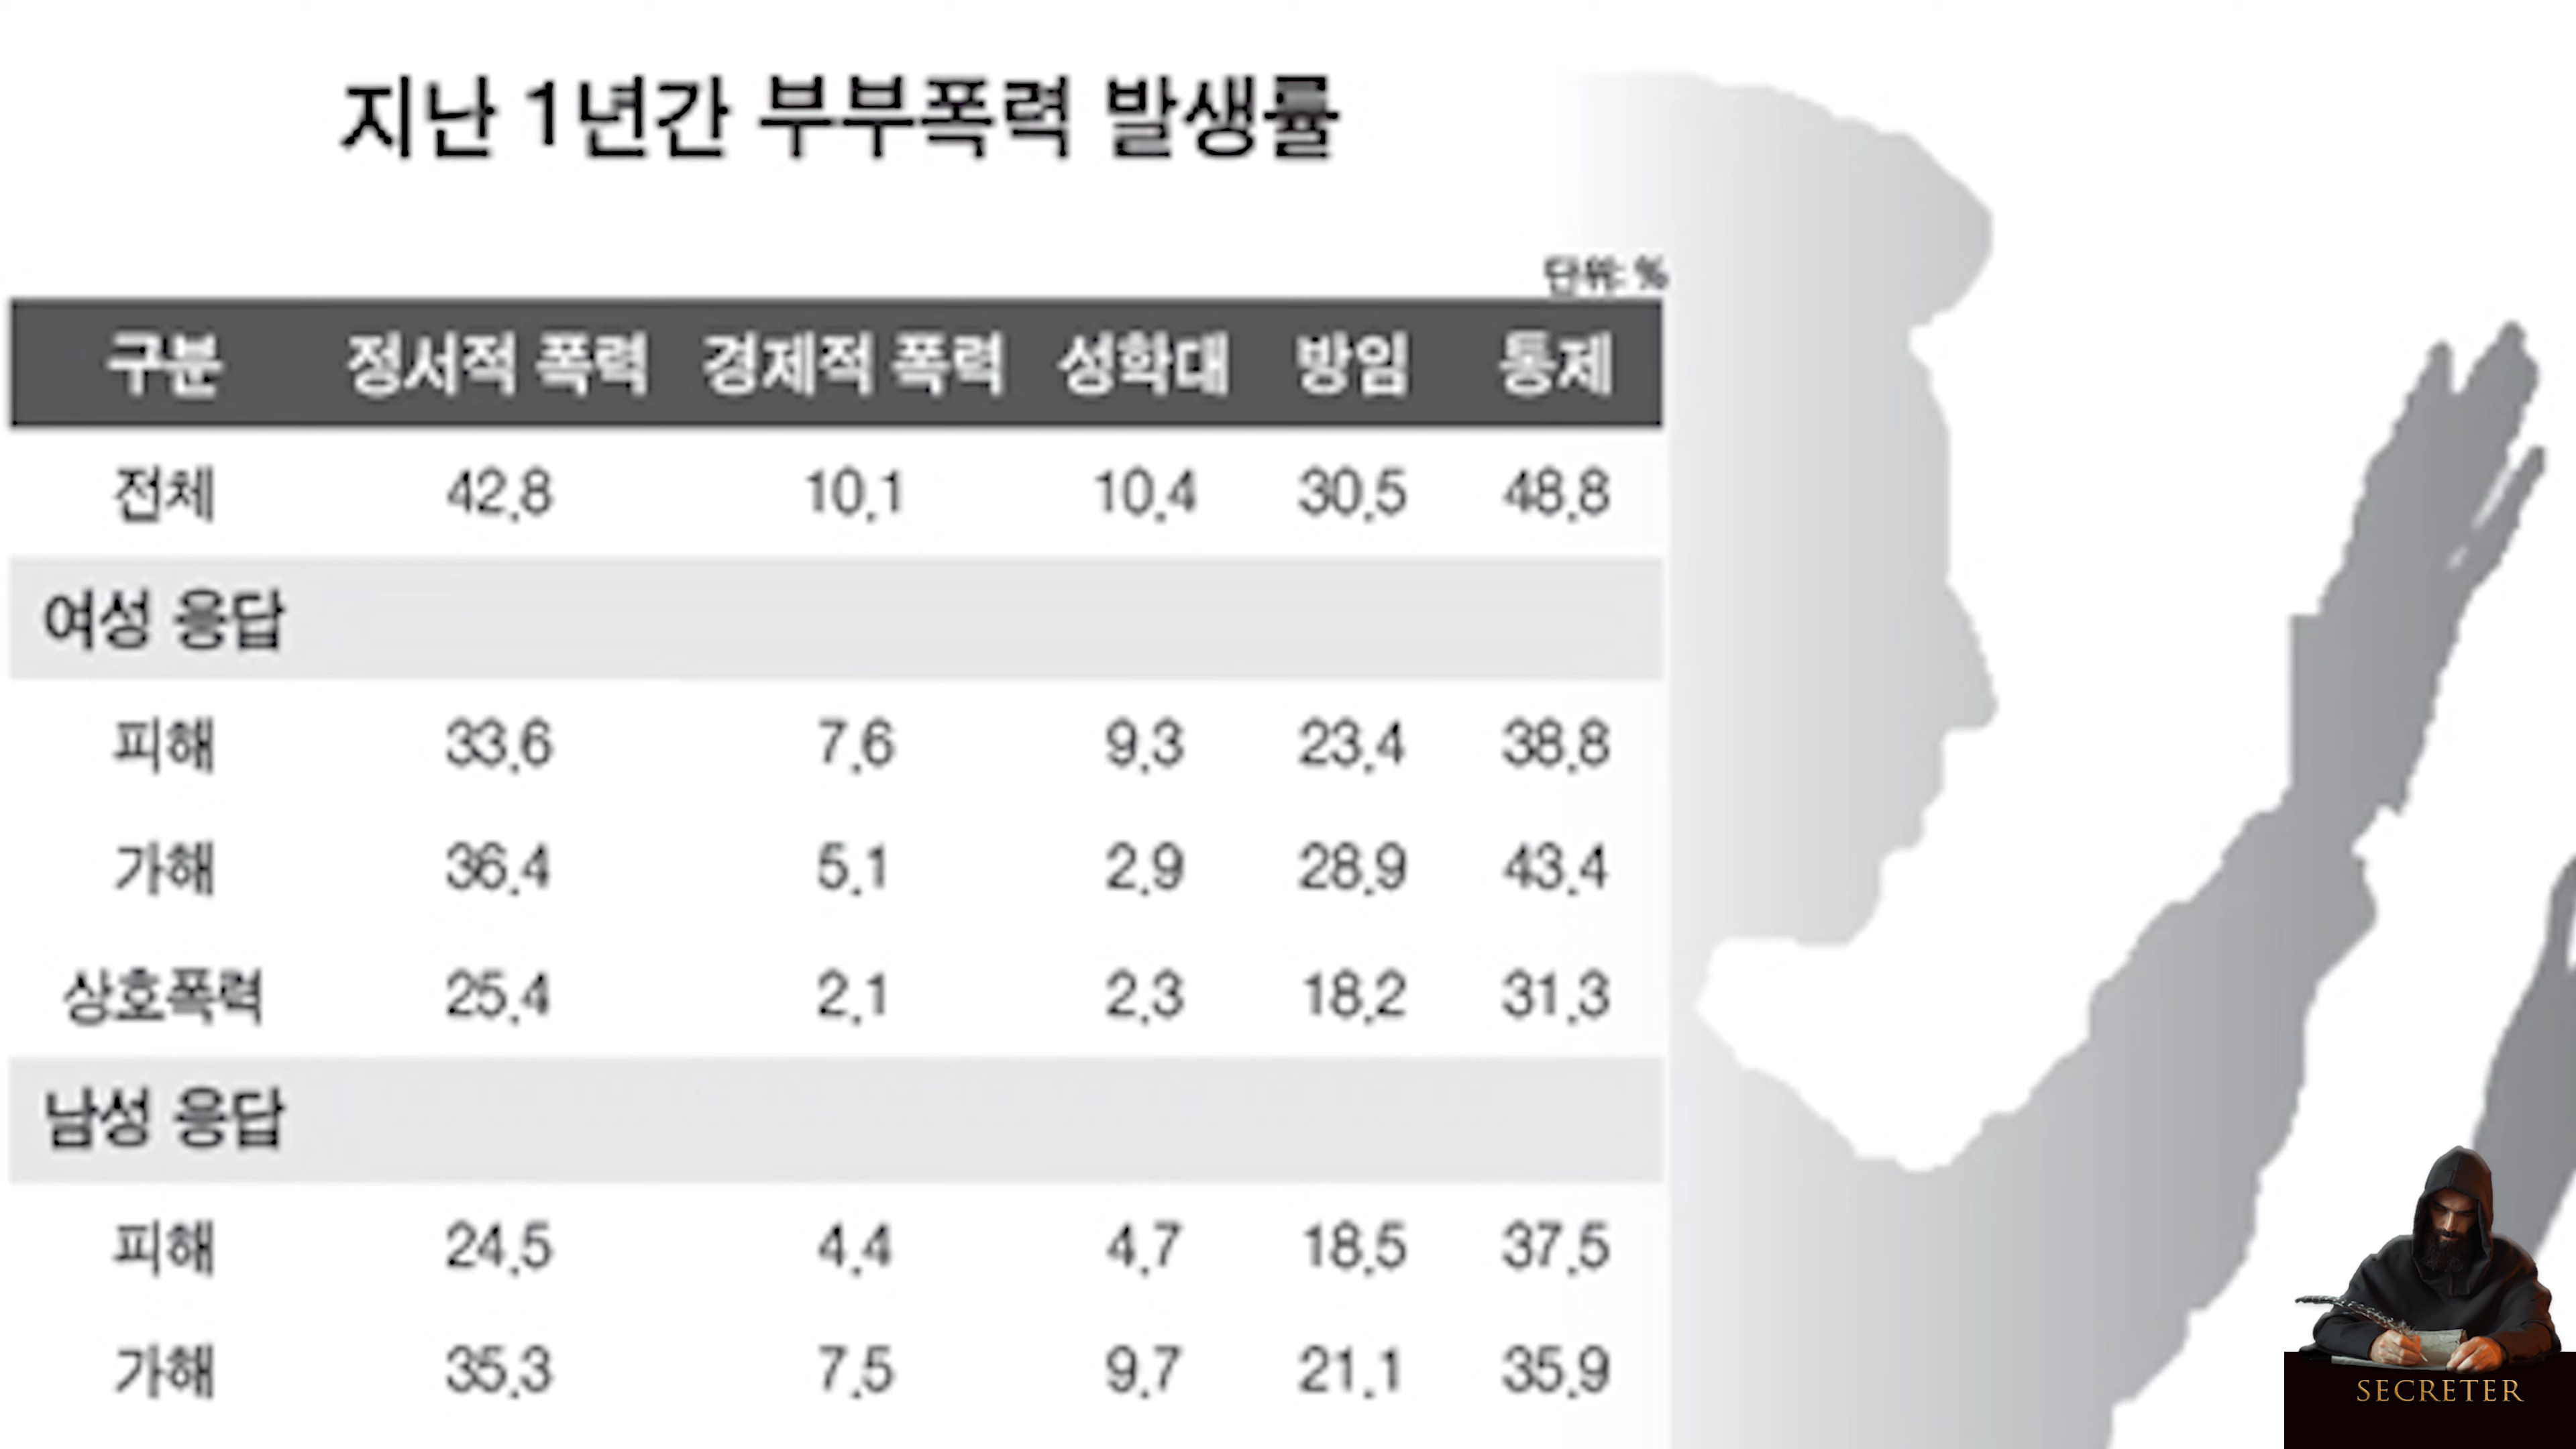 지난 1년간 부부폭력 발생률
단위: %
구분 정서적 폭력 경제적 폭력 성학대 방임 통제
전체 42.8 10.1 10.4 30.5 48.8
여성 응답
피해 33.6 7.6 9.3 23.4 38.8
가해 36.4 5.1 2.9 28.9 43.4
상호폭력 25.4 2.1 2.3 18.2 31.3
남성 응답
피해 24.5 4.4 4.7 18.5 37.5
가해 35.3 7.5 9.7 21.1 35.9
SECRETER